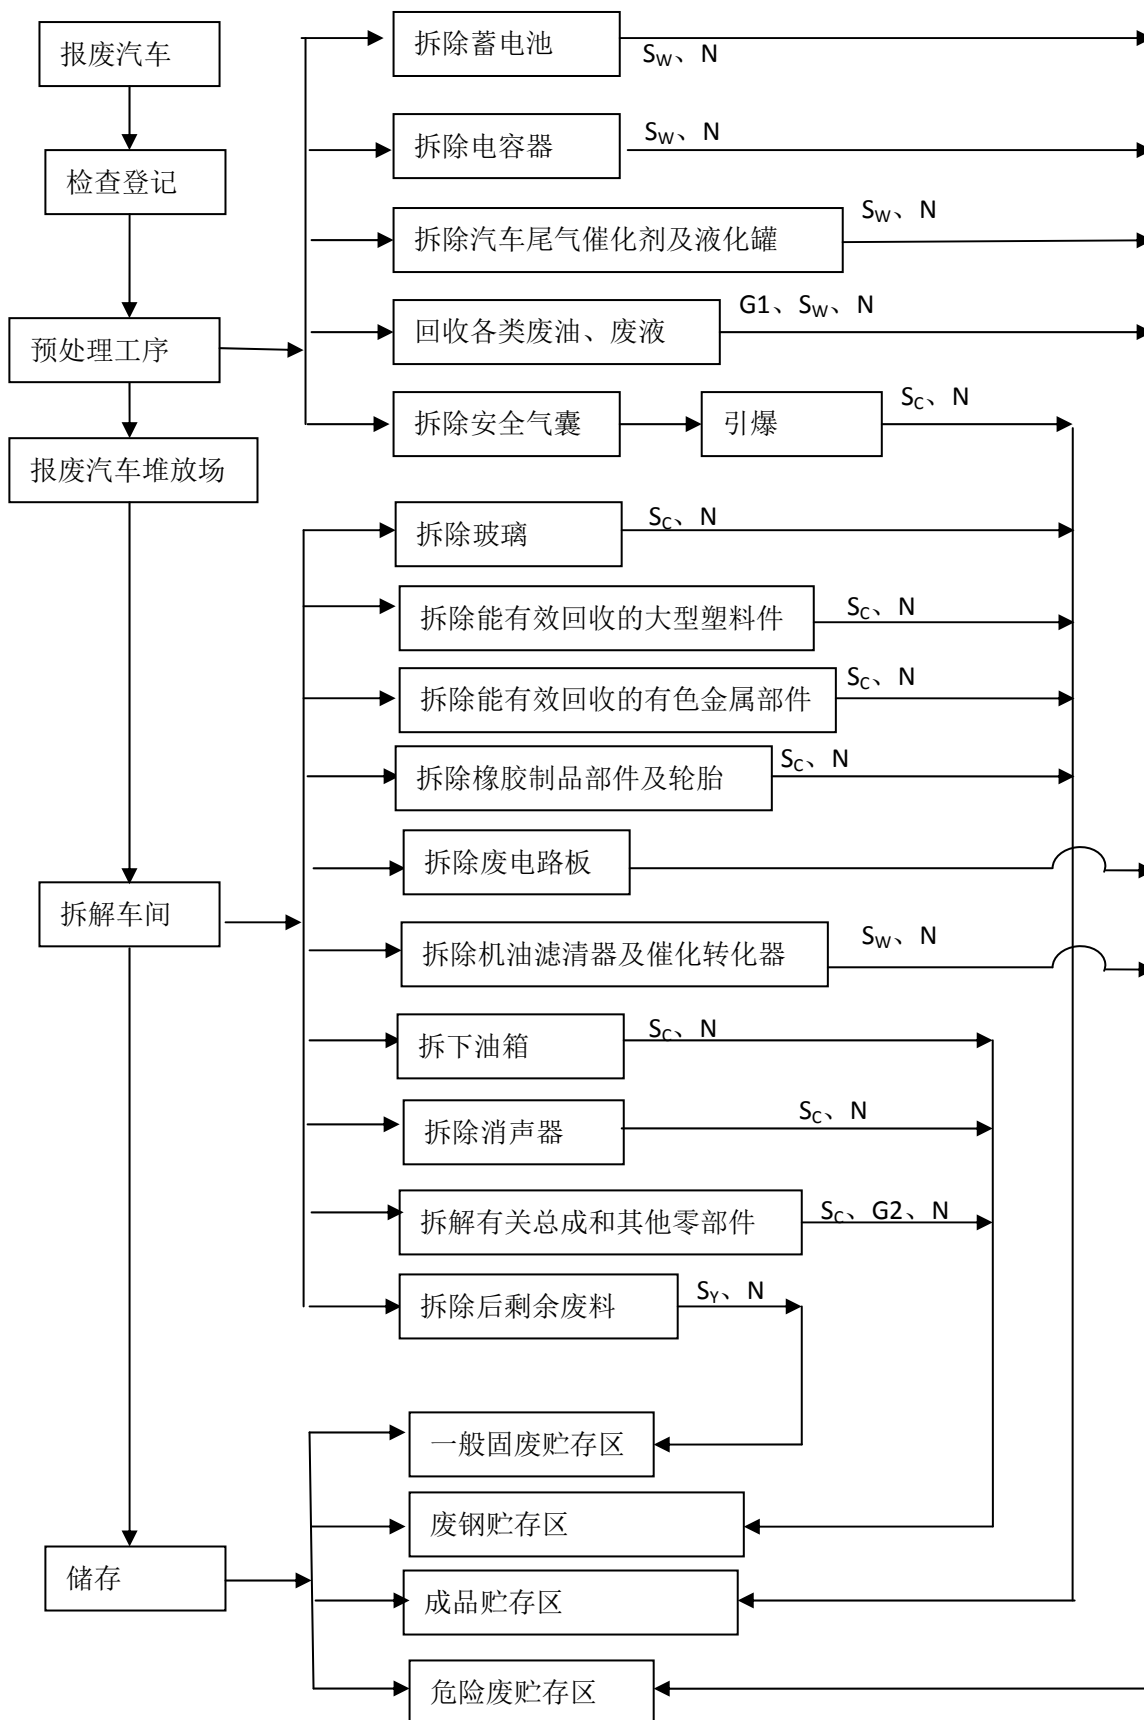 报废汽车
检查登记
预处理工序
报废汽车堆放场
拆解车间
储存
拆除蓄电池
SW、N
拆除电容器
SW、N
拆除汽车尾气催化剂及液化罐
SW、N
回收各类废油、废液
G1、SW、N
拆除安全气囊
引爆
SC、N
拆除玻璃
SC、N
拆除能有效回收的大型塑料件
SC、N
拆除能有效回收的有色金属部件
SC、N
拆除橡胶制品部件及轮胎
SC、N
拆除废电路板
拆除机油滤清器及催化转化器
SW、N
拆下油箱
SC、N
拆除消声器
SC、N
拆解有关总成和其他零部件
SC、G2、N
拆除后剩余废料
SY、N
一般固废贮存区
废钢贮存区
成品贮存区
危险废贮存区